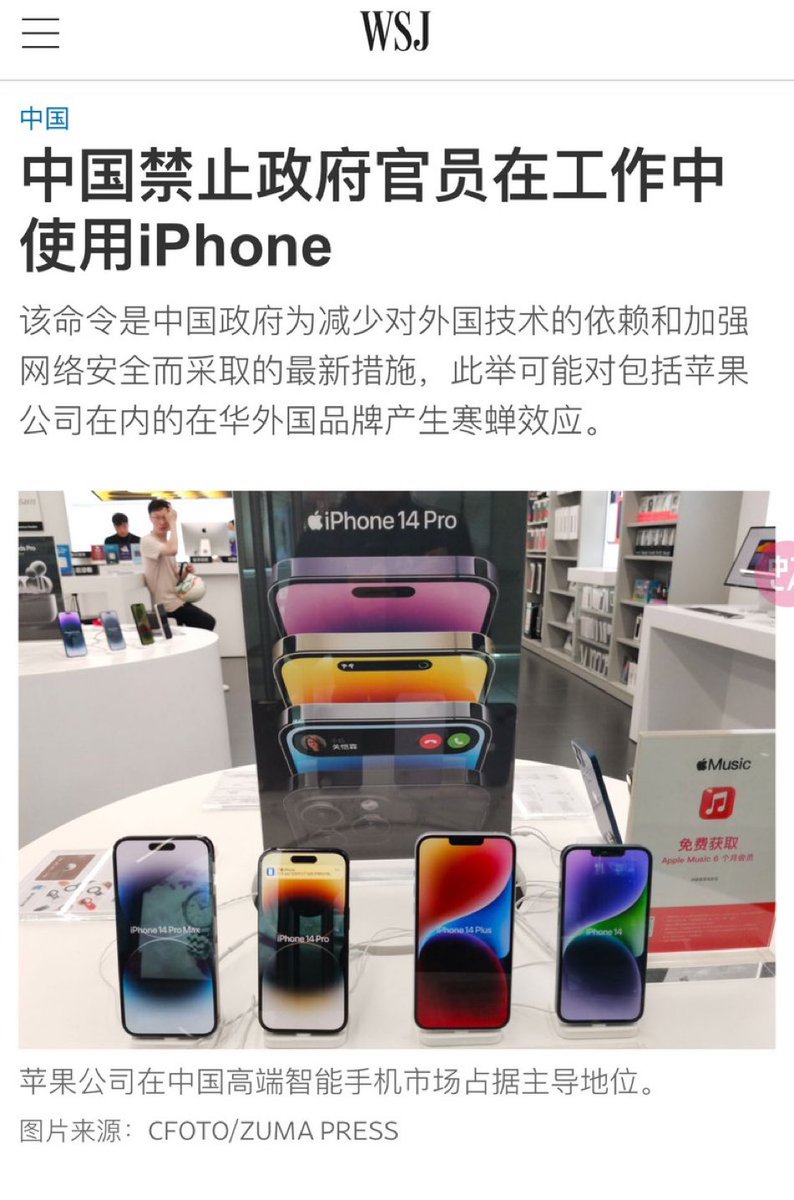 WSJ
中国
中国禁止政府官员在工作中
使用iPhone
该命令是中国政府为减少对外国技术的依赖和加强
网络安全而采取的最新措施，此举可能对包括苹果
公司在内的在华外国品牌产生寒蝉效应。
iPhone 14 Pro
Music
免费获取
Apple Music 6 个月会员
iPhone 14 Pro Max
iPhone 14 Pro
iPhone 14 Plus
iPhone 14
苹果公司在中国高端智能手机市场占据主导地位。
图片来源：CFOTO/ZUMA PRESS